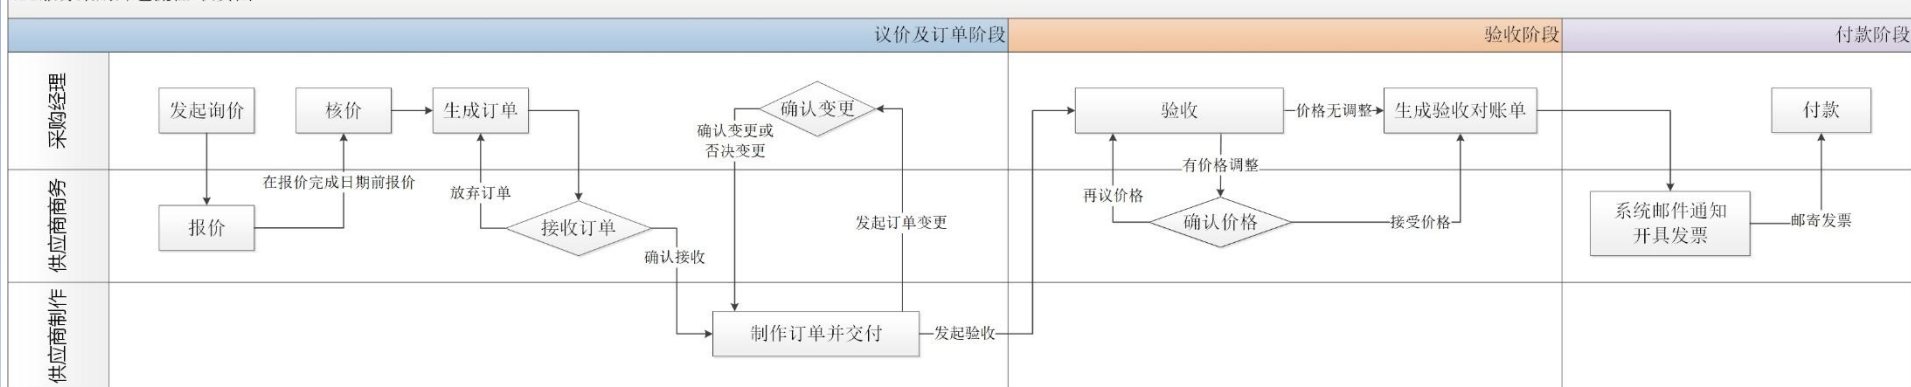 议价及订单阶段
验收阶段
付款阶段
采购经理
发起询价
核价
生成订单
确认变更
确认变更或
否决变更
验收
价格无调整
生成验收对账单
付款
有价格调整
供应商商务
在报价完成日期前报价
放弃订单
再议价格
报价
接收订单
发起订单变更
确认价格
接受价格
系统邮件通知
开具发票
邮寄发票
确认接收
供应商制作
制作订单并交付
发起验收